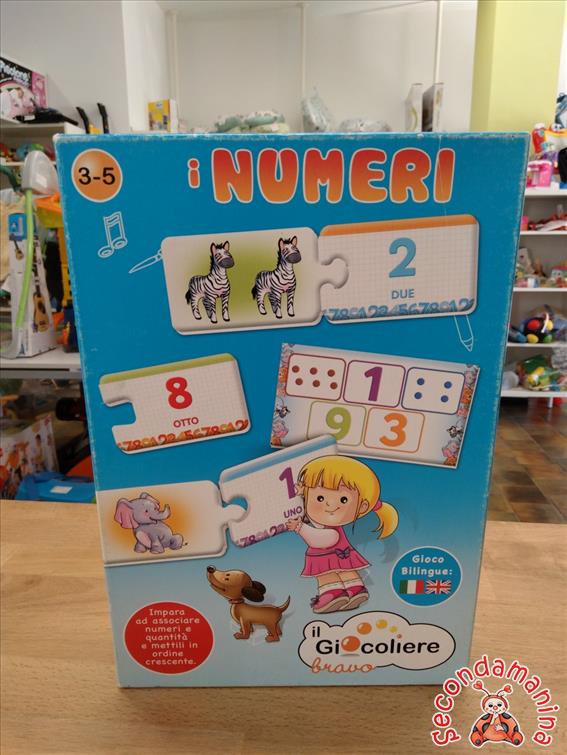 3-5
i NUMERI
2
DUE
8
OTTO
1
9 3
1
UNO
Gioco
Bilingue:
Impara
ad associare
numeri e
quantità
e mettili in
ordine
crescente.
il
Giocoliere
bravo
secondamanina